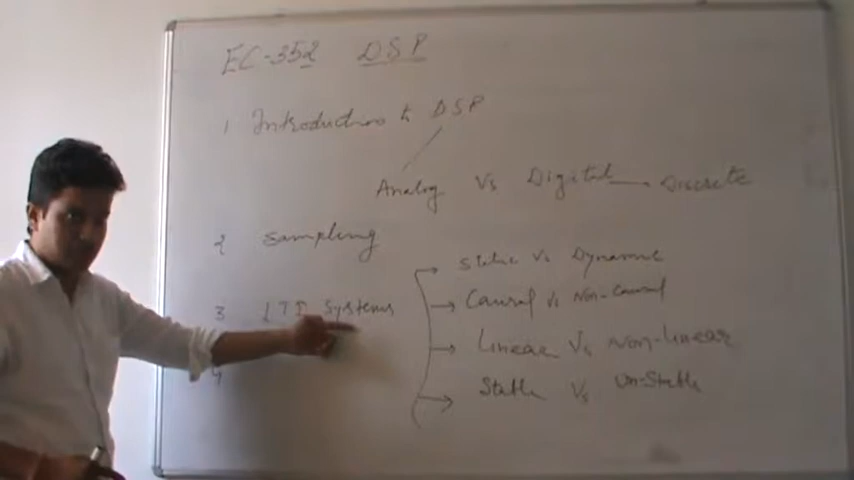 EC-352 DSP
1 Introduction to DSP
Analog Vs Digital Discrete
2 Sampling
3 LTI Systems
Static vs Dynamic
Causal vs Non-Causal
Linear Vs Non-linear
Stable Vs Un-Stable
4